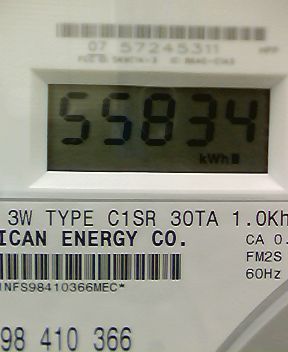 07 57245311
55834
kWh
3W TYPE C1SR 30TA 1.0Kh
ICAN ENERGY CO.
CA 0.
FM2S
60Hz
NFS98410366MEC*
98 410 366